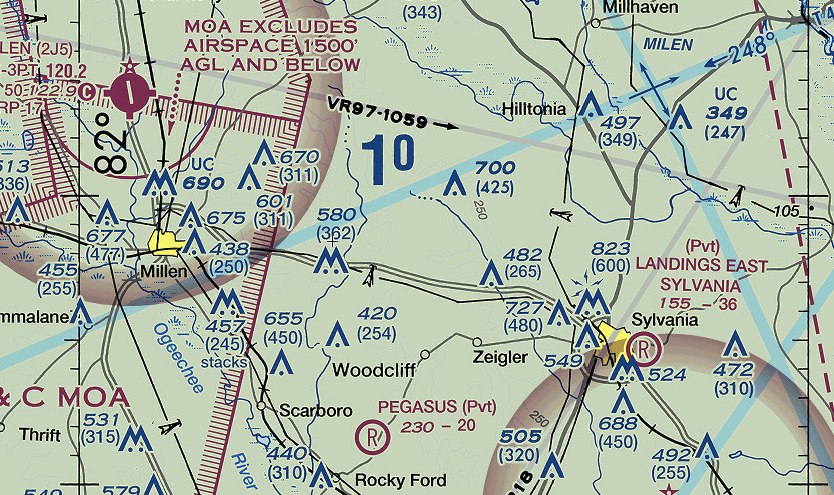 (343)
Millhaven
MOA EXCLUDES
AIRSPACE 1500'
AGL AND BELOW
MILEN
248°
LEN (2J5)
-3PT 120.2
122.9 C
RP 17
VR97-1059
Hilltonia
497
(349)
UC
349
(247)
82°
10
513
(336)
UC
690
670
(311)
601
(311)
700
(425)
250
105
677
(477)
675
580
(362)
438
(250)
Millen
455
(255)
482
(265)
823
(600)
(Pvt)
LANDINGS EAST
SYLVANIA
155 - 36
mmalane
457
(245)
stacks
655
(450)
420
(254)
727
(480)
Sylvania
R
549
Ogeechee
Woodcliff
Zeigler
524
472
(310)
& C MOA
Scarboro
PEGASUS (Pvt)
230 - 20
R
250
688
(450)
531
(315)
Thrift
River
440
(310)
Rocky Ford
505
(320)
492
(255)
549
579
218